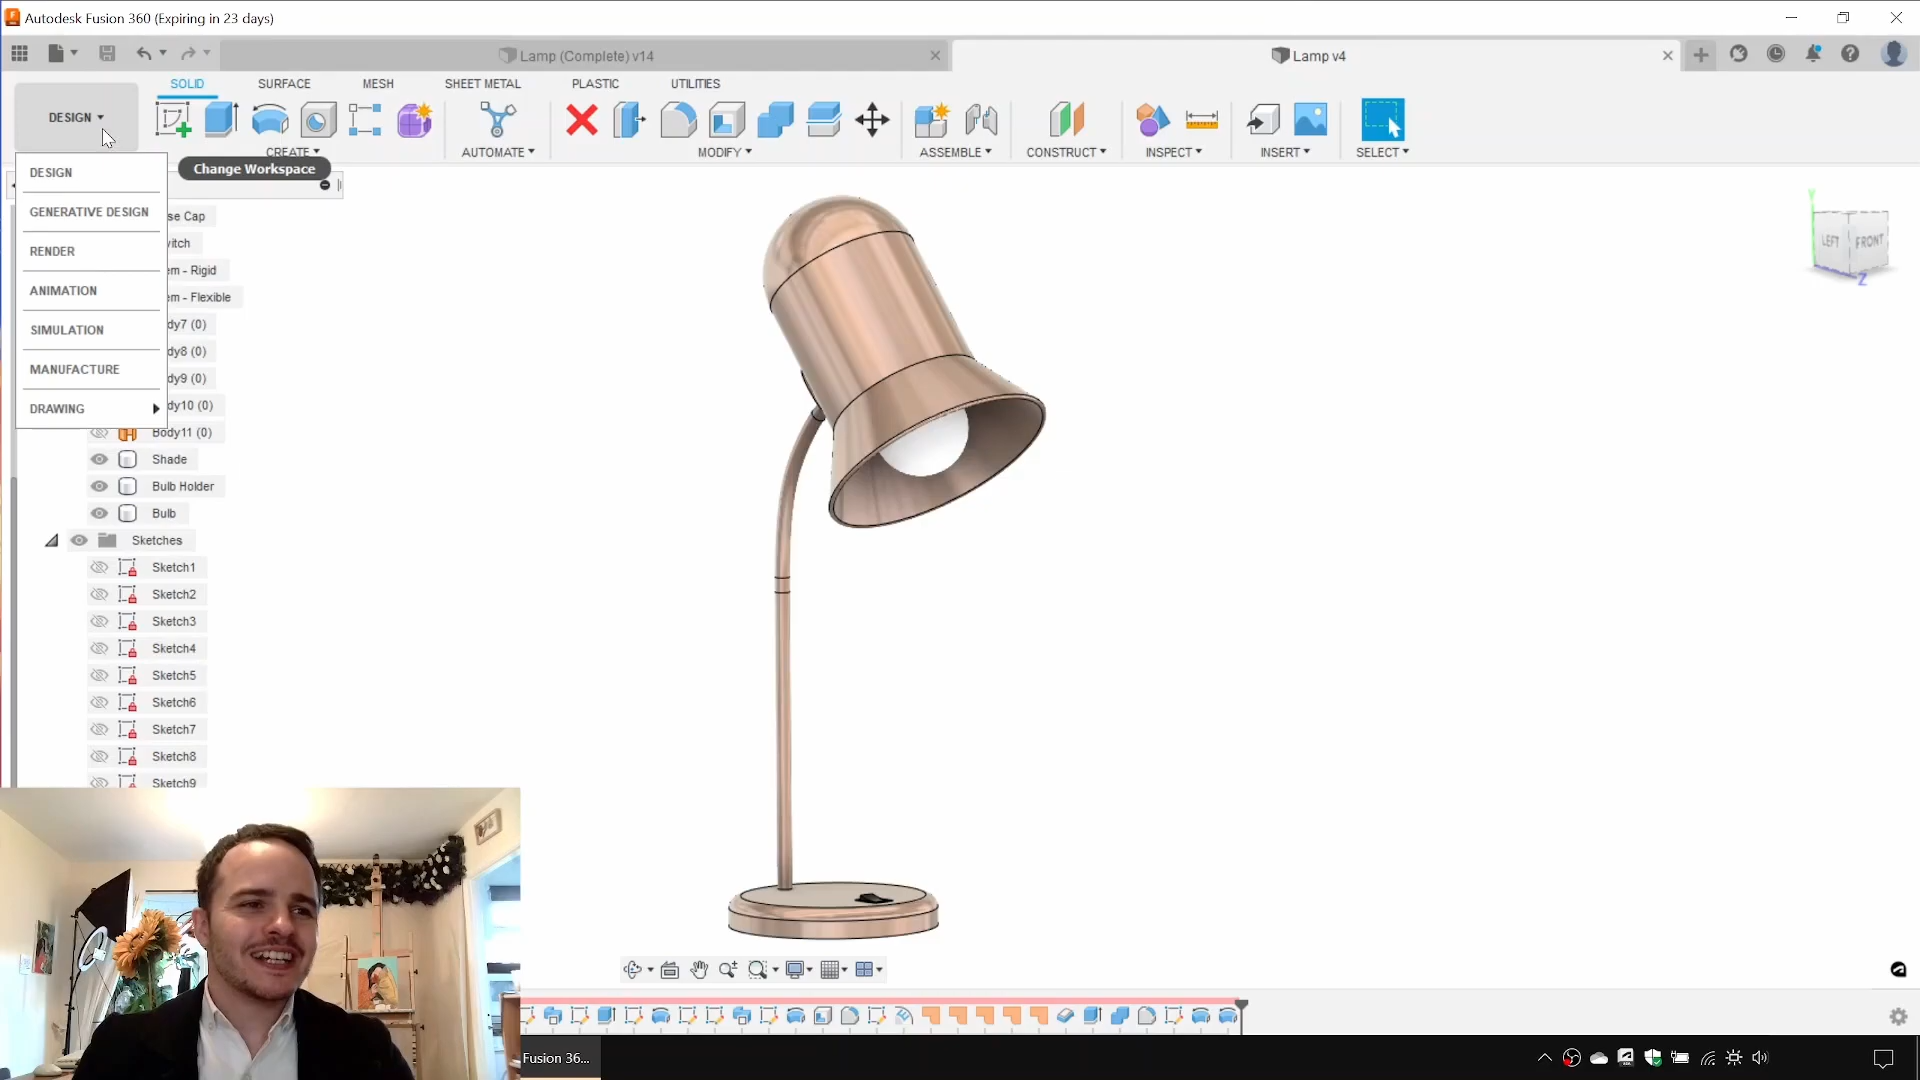 Autodesk Fusion 360 (Expiring in 23 days)
Lamp (Complete) v14
Lamp v4
SOLID
SURFACE
MESH
SHEET METAL
PLASTIC
UTILITIES
DESIGN
CREATE
AUTOMATE
MODIFY
ASSEMBLE
CONSTRUCT
INSPECT
INSERT
SELECT
Change Workspace
DESIGN
GENERATIVE DESIGN
RENDER
ANIMATION
SIMULATION
MANUFACTURE
DRAWING
se Cap
vitch
em - Rigid
em - Flexible
dy7 (0)
dy8 (0)
dy9 (0)
dy10 (0)
Body11 (0)
Shade
Bulb Holder
Bulb
Sketches
Sketch1
Sketch2
Sketch3
Sketch4
Sketch5
Sketch6
Sketch7
Sketch8
Sketch9
Y
LEFT
FRONT
Z
Fusion 36...